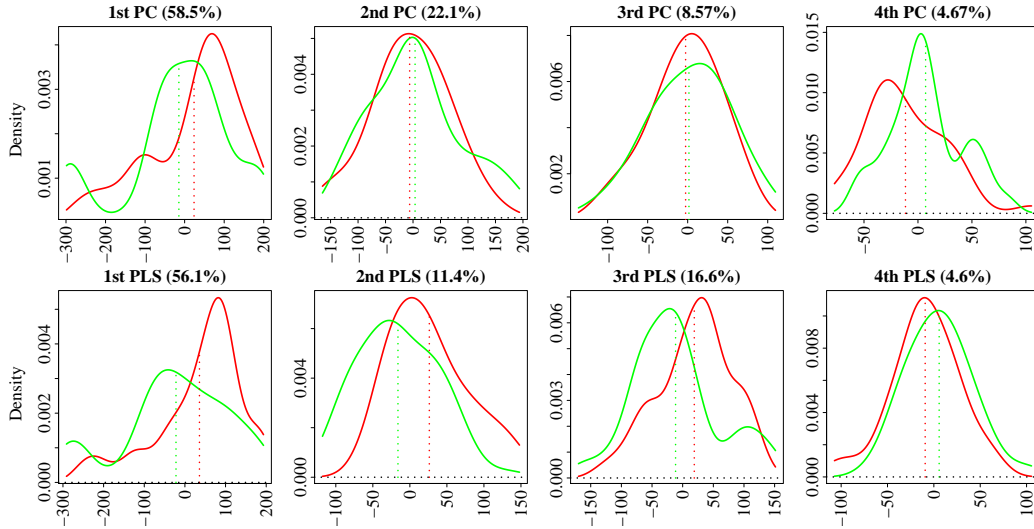 1st PC (58.5%) 2nd PC (22.1%) 3rd PC (8.57%) 4th PC (4.67%)
Density
0.001 0.003
−300 −100 0 100 200
0.000 0.002 0.004
−150 −50 0 50 100 150 200
0.002 0.006
−150 −50 0 50 100
0.000 0.005 0.010 0.015
−50 0 50 100
1st PLS (56.1%) 2nd PLS (11.4%) 3rd PLS (16.6%) 4th PLS (4.6%)
Density
0.000 0.002 0.004
−300 −100 0 100 200
0.000 0.004
−100 −50 0 50 100 150
0.000 0.003 0.006
−150 −50 0 50 100 150
0.000 0.004 0.008
−100 −50 0 50 100